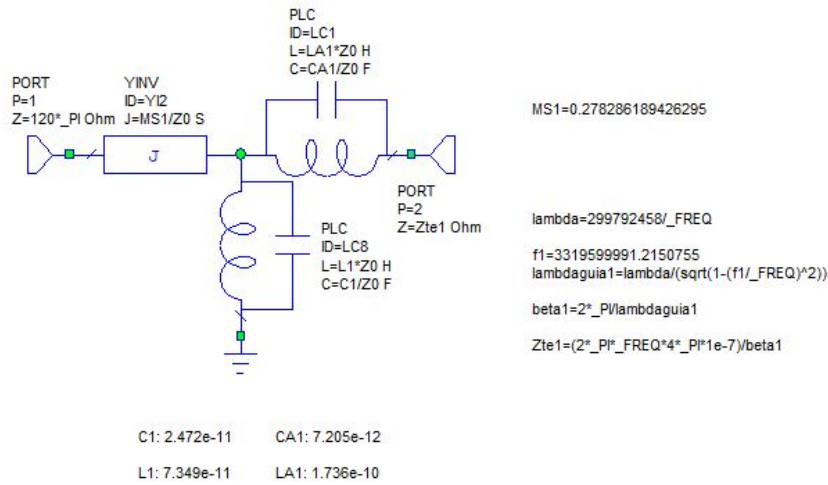 PLC
ID=LC1
L=LA1*Z0 H
C=CA1/Z0 F
PORT
P=1
Z=120*_PI Ohm
YINV
ID=YI2
J=MS1/Z0 S
J
MS1=0.278286189426295
PORT
P=2
Z=Zte1 Ohm
PLC
ID=LC8
L=L1*Z0 H
C=C1/Z0 F
lambda=299792458/_FREQ
f1=3319599991.2150755
lambdaguia1=lambda/(sqrt(1-(f1/_FREQ)^2))
beta1=2*_PI/lambdaguia1
Zte1=(2*_PI*_FREQ*4*_PI*1e-7)/beta1
C1: 2.472e-11 CA1: 7.205e-12
L1: 7.349e-11 LA1: 1.736e-10